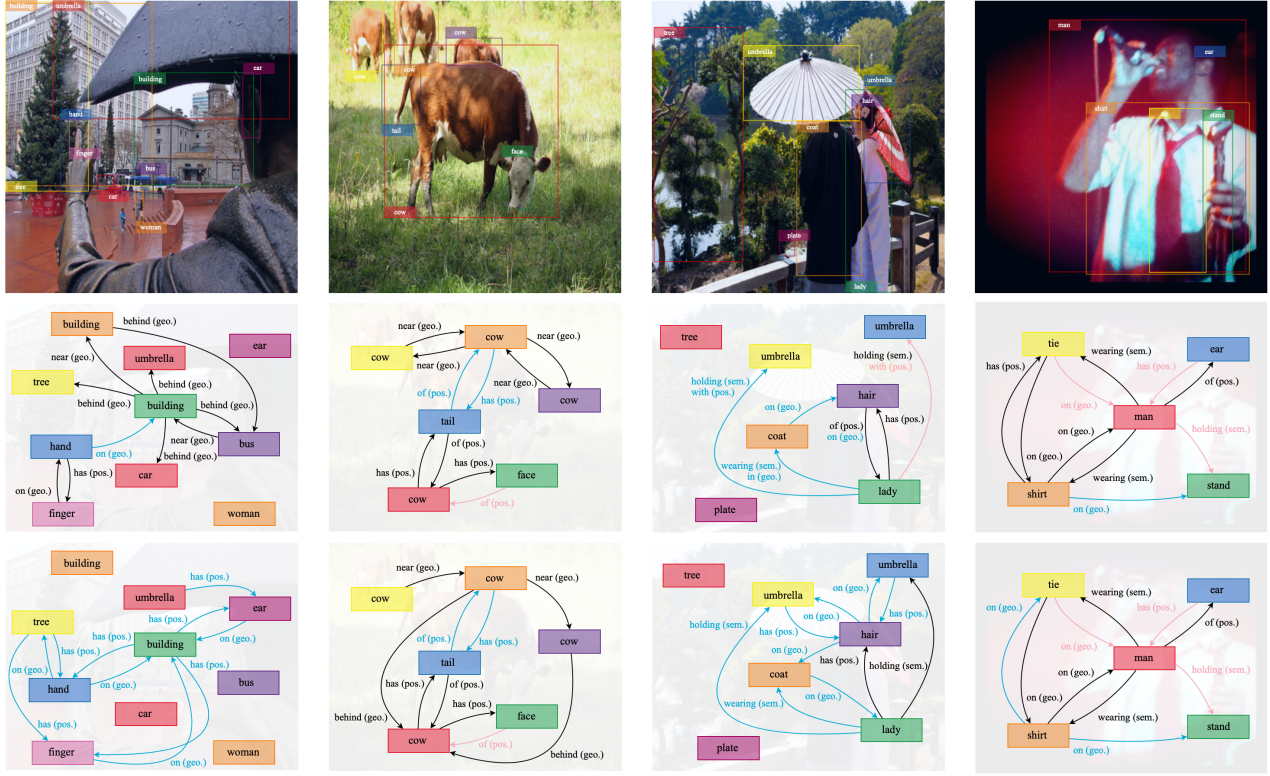 building
umbrella
ear
building
hand
finger
bus
tree
car
woman
cow
cow
cow
tail
face
cow
tree
umbrella
umbrella
hair
coat
plate
lady
man
ear
shirt
tie
stand
building
behind (geo.)
ear
near (geo.)
umbrella
tree
behind (geo.)
behind (geo.)
building
behind (geo.)
hand
near (geo.)
bus
on (geo.)
behind (geo.)
has (pos.)
car
on (geo.)
finger
woman
near (geo.)
cow
near (geo.)
cow
near (geo.)
near (geo.)
of (pos.)
has (pos.)
cow
tail
of (pos.)
has (pos.)
has (pos.)
face
cow
of (pos.)
tree
umbrella
umbrella
holding (sem.)
with (pos.)
holding (sem.)
with (pos.)
hair
on (geo.)
of (pos.)
on (geo.)
has (pos.)
coat
wearing (sem.)
in (geo.)
lady
plate
tie
wearing (sem.)
ear
has (pos.)
has (pos.)
of (pos.)
on (geo.)
man
on (geo.)
holding (sem.)
wearing (sem.)
shirt
stand
on (geo.)
building
has (pos.)
umbrella
ear
tree
has (pos.)
has (pos.)
building
on (geo.)
on (geo.)
has (pos.)
has (pos.)
hand
on (geo.)
bus
car
has (pos.)
finger
woman
on (geo.)
near (geo.)
cow
near (geo.)
cow
of (pos.)
has (pos.)
cow
tail
has (pos.)
of (pos.)
has (pos.)
behind (geo.)
face
cow
of (pos.)
behind (geo.)
tree
umbrella
umbrella
on (geo.)
holding (sem.)
has (pos.)
has (pos.)
hair
on (geo.)
has (pos.)
holding (sem.)
coat
on (geo.)
wearing (sem.)
lady
plate
tie
wearing (sem.)
ear
on (geo.)
has (pos.)
of (pos.)
on (geo.)
man
on (geo.)
holding (sem.)
wearing (sem.)
shirt
stand
on (geo.)